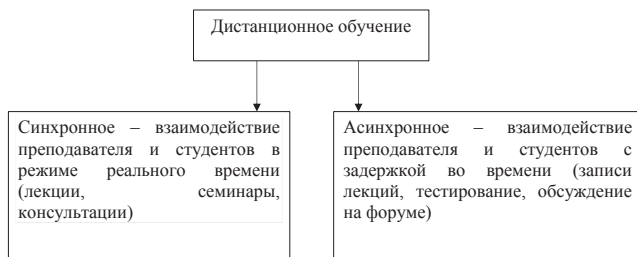 Дистанционное обучение
Синхронное – взаимодействие
преподавателя и студентов в
режиме реального времени
(лекции, семинары,
консультации)
Асинхронное – взаимодействие
преподавателя и студентов с
задержкой во времени (записи
лекций, тестирование, обсуждение
на форуме)